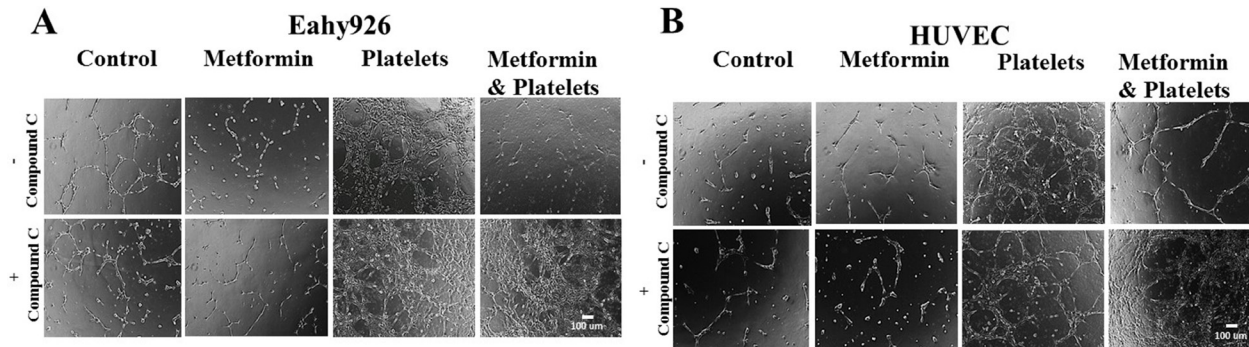 A
Eahy926
Control
Metformin
Platelets
Metformin
& Platelets
-
Compound C
+
Compound C
100 um
B
HUVEC
Control
Metformin
Platelets
Metformin
& Platelets
-
Compound C
+
Compound C
100 um